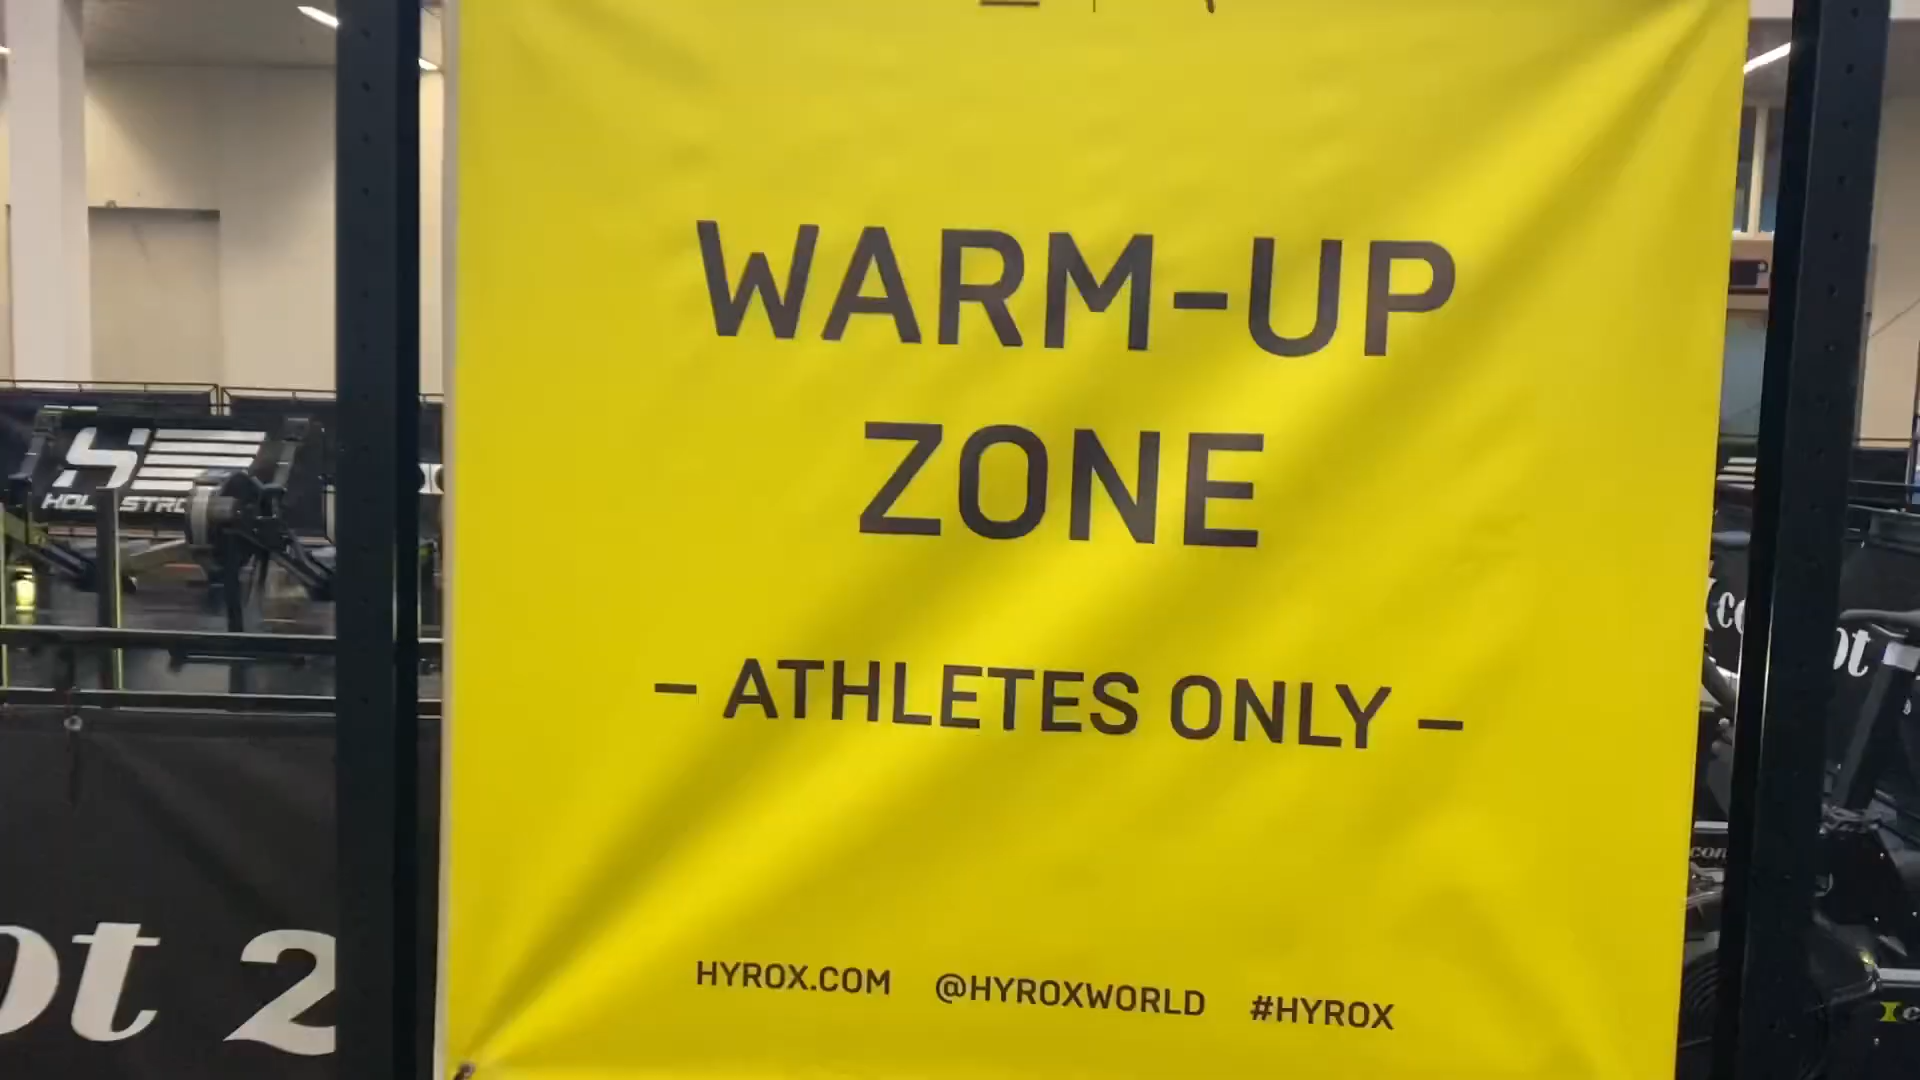 WARM-UP
ZONE
– ATHLETES ONLY –
HYROX.COM @HYROXWORLD #HYROX